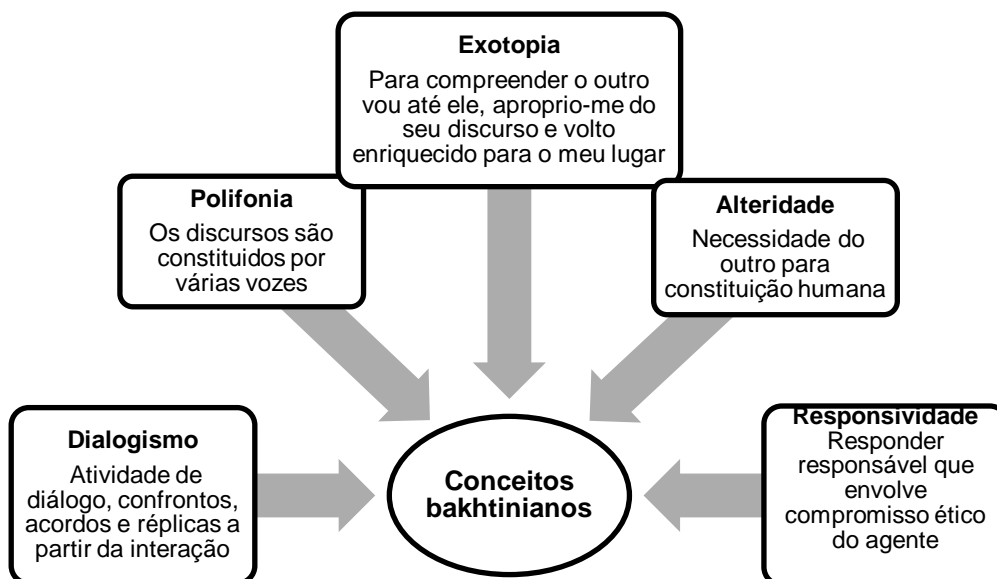 Exotopia
Para compreender o outro
vou até ele, aproprio-me do
seu discurso e volto
enriquecido para o meu lugar
Polifonia
Os discursos são
constituidos por
várias vozes
Alteridade
Necessidade do
outro para
constituição humana
Dialogismo
Atividade de
diálogo, confrontos,
acordos e réplicas a
partir da interação
Conceitos
bakhtinianos
Responsividade
Responder
responsável que
envolve
compromisso ético
do agente